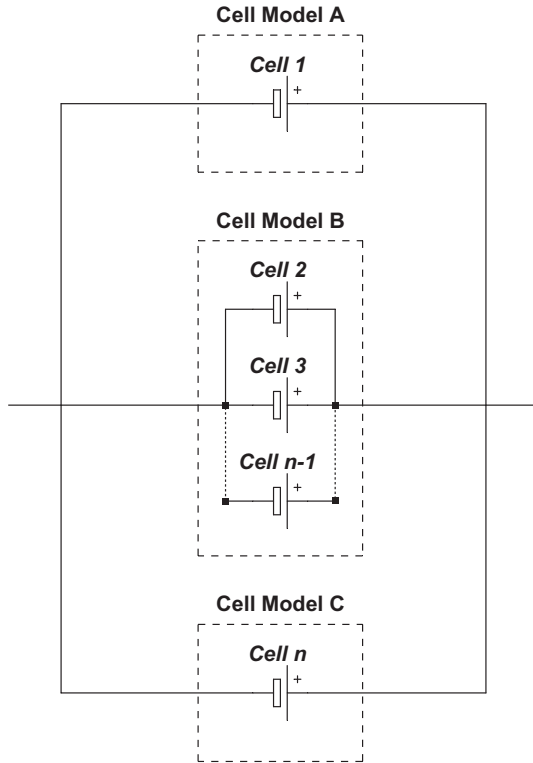 Cell Model A
Cell 1
+
Cell Model B
Cell 2
+
Cell 3
+
Cell n-1
+
Cell Model C
Cell n
+